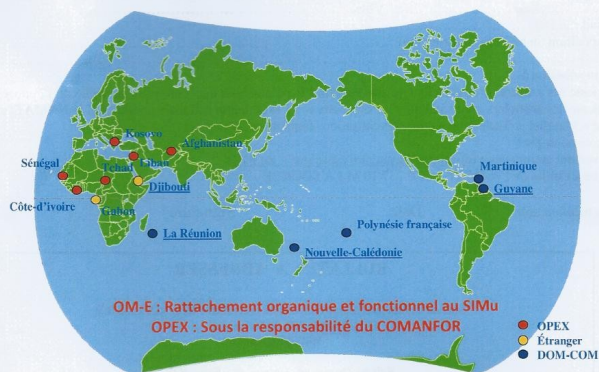 Kosovo
Afghanistan
Sénégal
Tchad
Liban
Djibouti
Côte-d'ivoire
Gabon
Martinique
Guyane
La Réunion
Polynésie française
Nouvelle-Calédonie
OM-E : Rattachement organique et fonctionnel au SIMu
OPEX : Sous la responsabilité du COMANFOR
OPEX
Étranger
DOM-COM